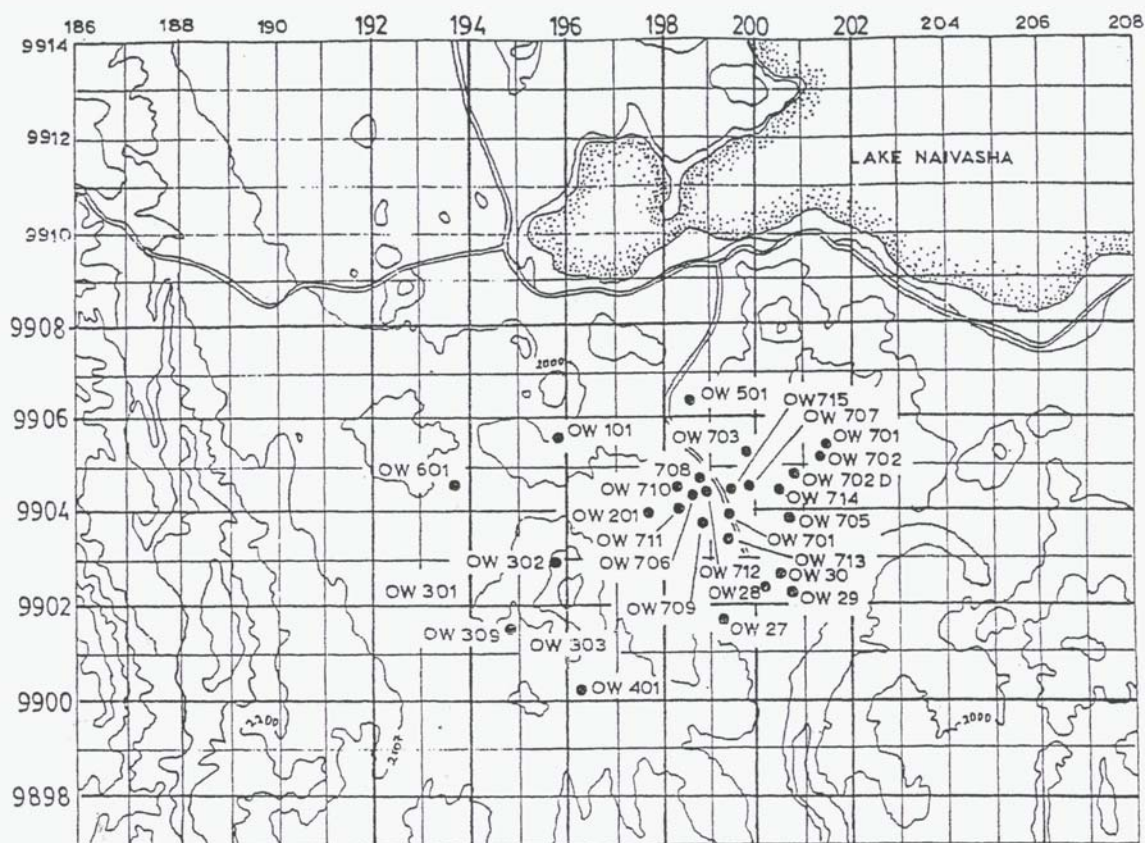 186 188 190 192 194 196 198 200 202 204 206 208
9914
9912
LAKE NAIVASHA
9910
9908
2000
9906
OW 501
OW 715
OW 707
OW 101
OW 703
OW 701
OW 702
OW 601
708
OW 702 D
OW 710
OW 714
9904
OW 201
OW 705
OW 711
OW 701
OW 302
OW 706
OW 713
OW 712
OW 30
OW 301
OW 28
OW 29
9902
OW 709
OW 309
OW 303
OW 27
OW 401
9900
2200
2000
9898